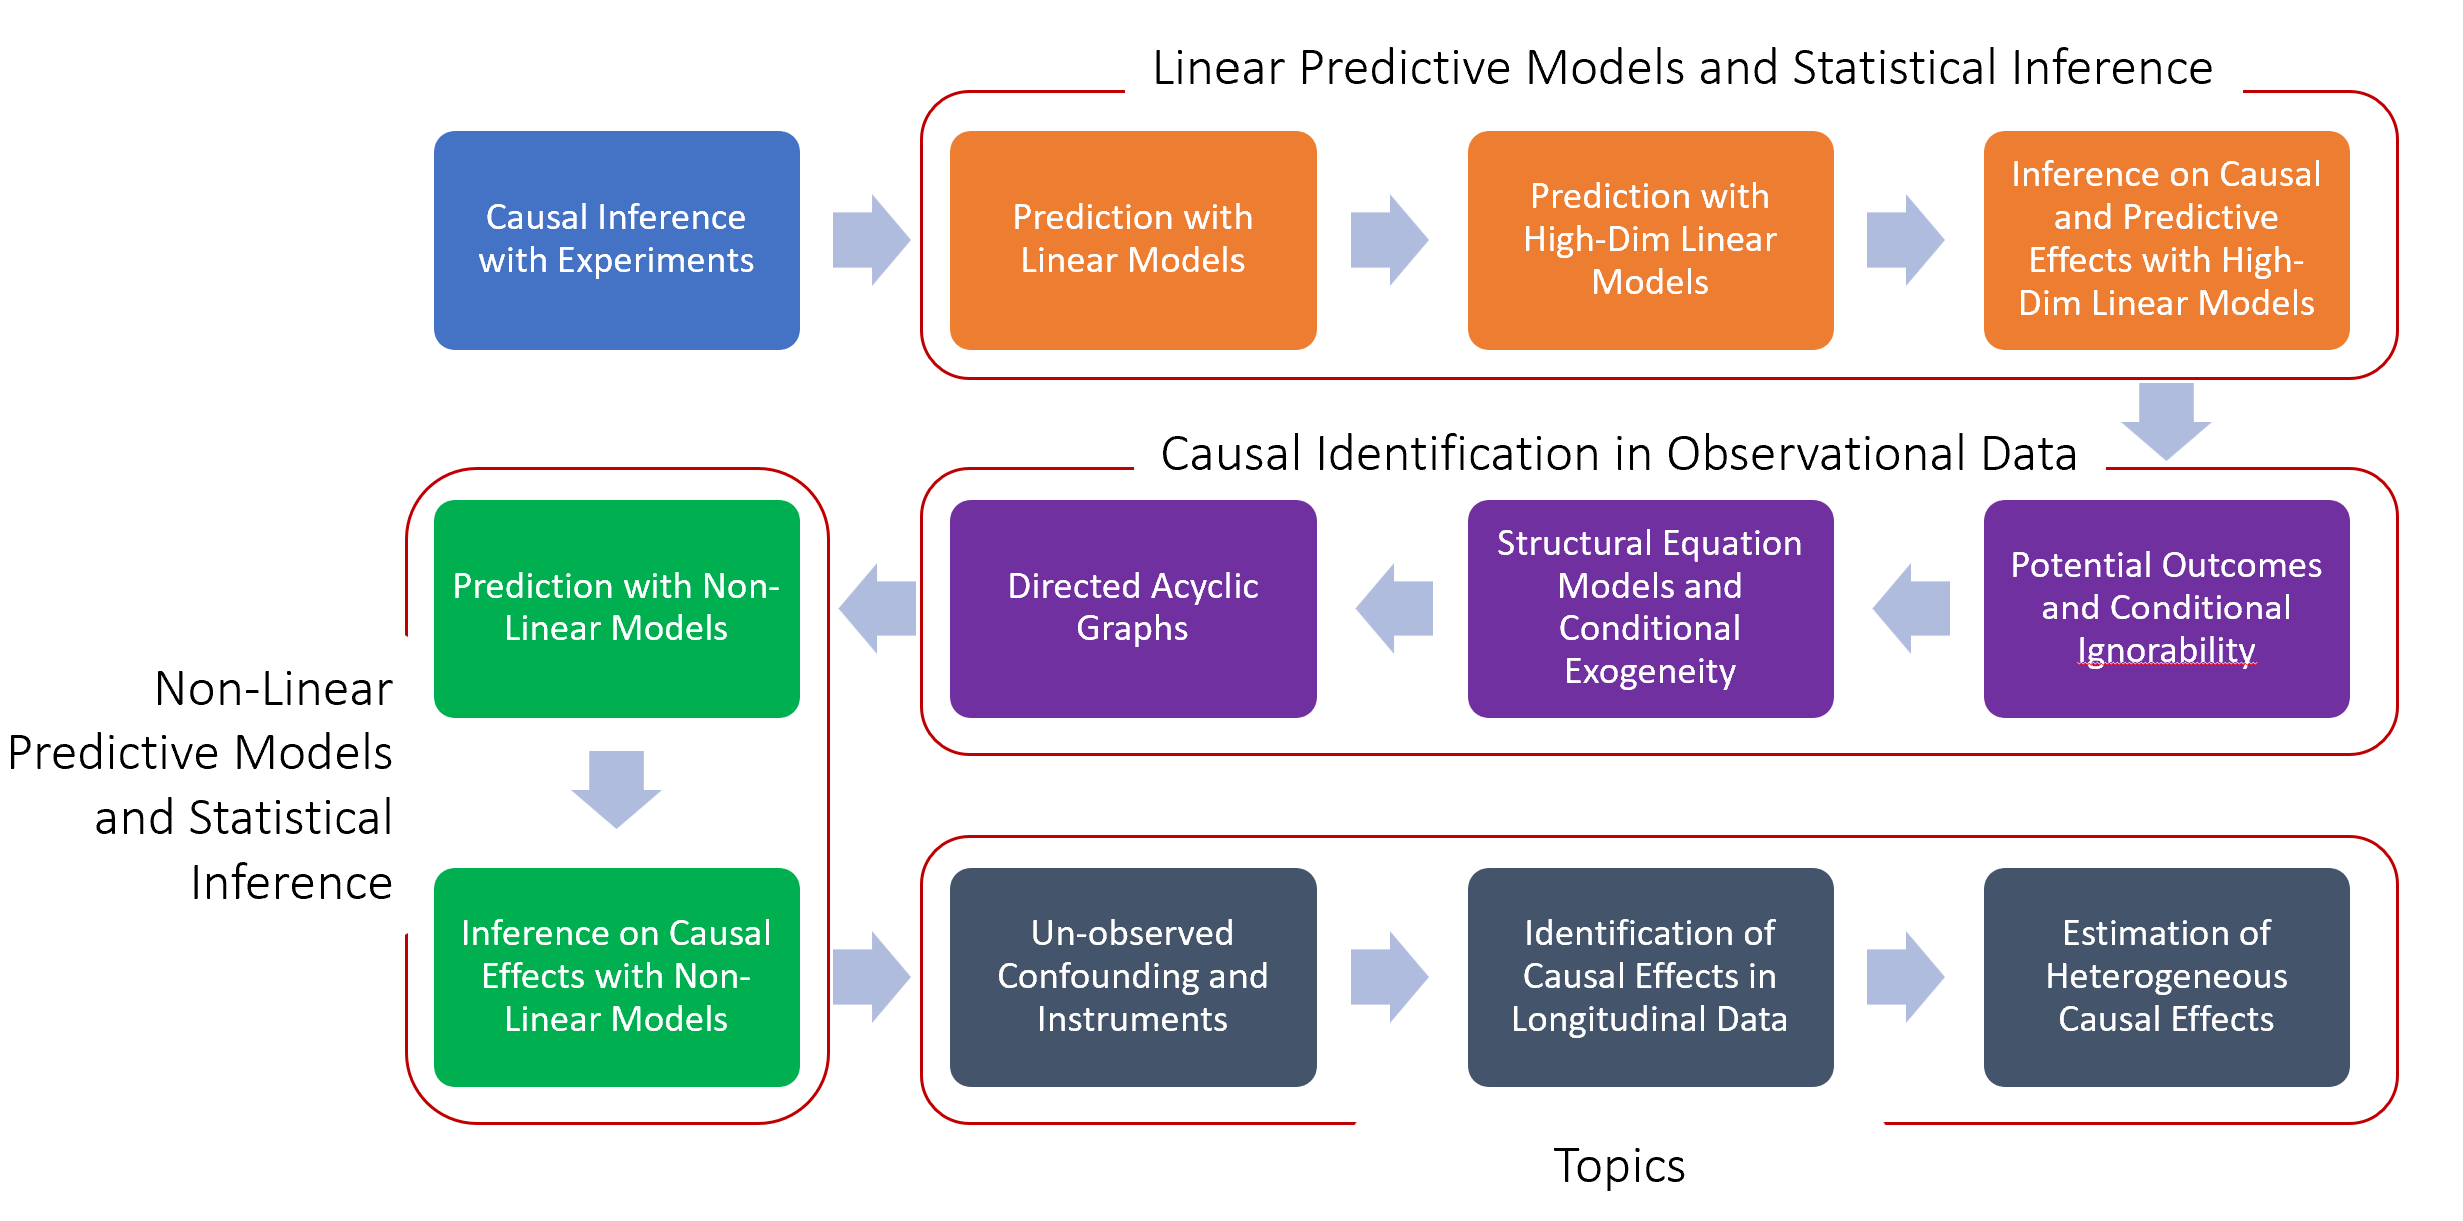 Linear Predictive Models and Statistical Inference
Causal Inference
with Experiments
Prediction with
Linear Models
Prediction with
High-Dim Linear
Models
Inference on Causal
and Predictive
Effects with High-
Dim Linear Models
Causal Identification in Observational Data
Potential Outcomes
and Conditional
Ignorability
Structural Equation
Models and
Conditional
Exogeneity
Directed Acyclic
Graphs
Prediction with Non-
Linear Models
Non-Linear
Predictive Models
and Statistical
Inference
Inference on Causal
Effects with Non-
Linear Models
Un-observed
Confounding and
Instruments
Identification of
Causal Effects in
Longitudinal Data
Estimation of
Heterogeneous
Causal Effects
Topics